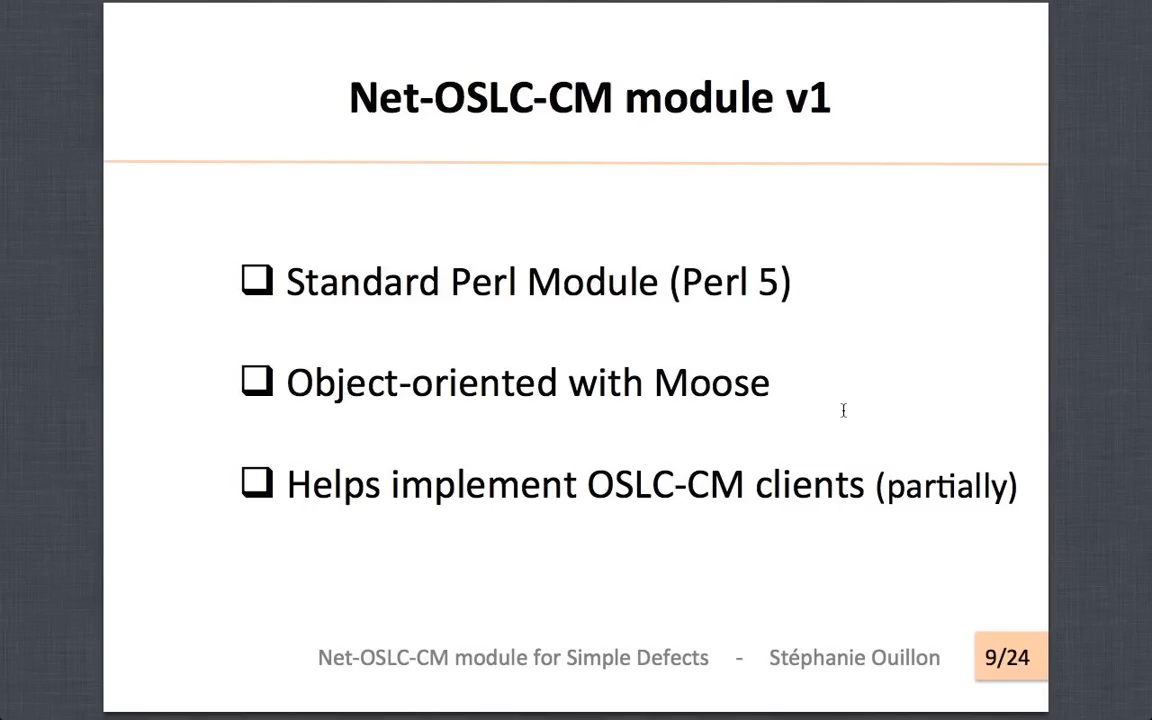 Net-OSLC-CM module v1
Standard Perl Module (Perl 5)
Object-oriented with Moose
Helps implement OSLC-CM clients (partially)
Net-OSLC-CM module for Simple Defects - Stéphanie Ouillon 9/24